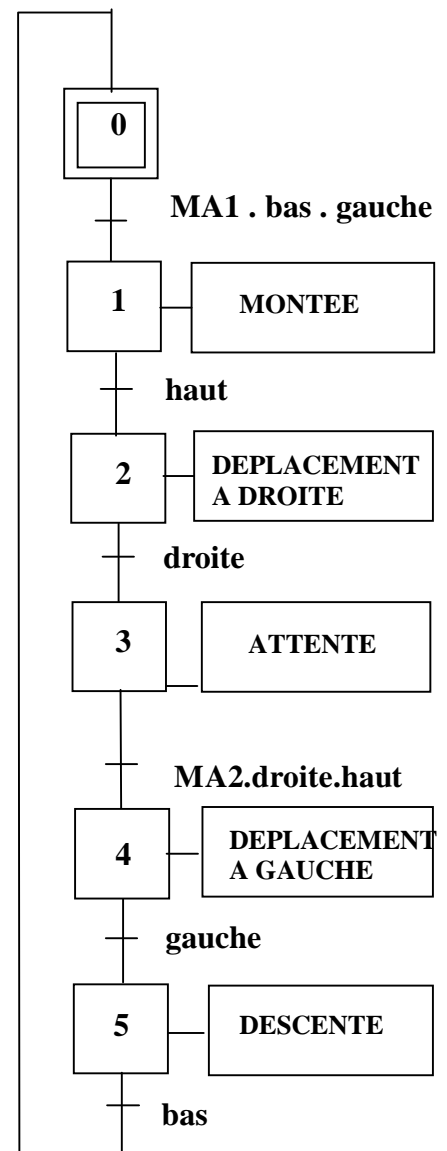 0
MA1 . bas . gauche
1
MONTEE
haut
2
DEPLACEMENT
A DROITE
droite
3
ATTENTE
MA2.droite.haut
4
DEPLACEMENT
A GAUCHE
gauche
5
DESCENTE
bas